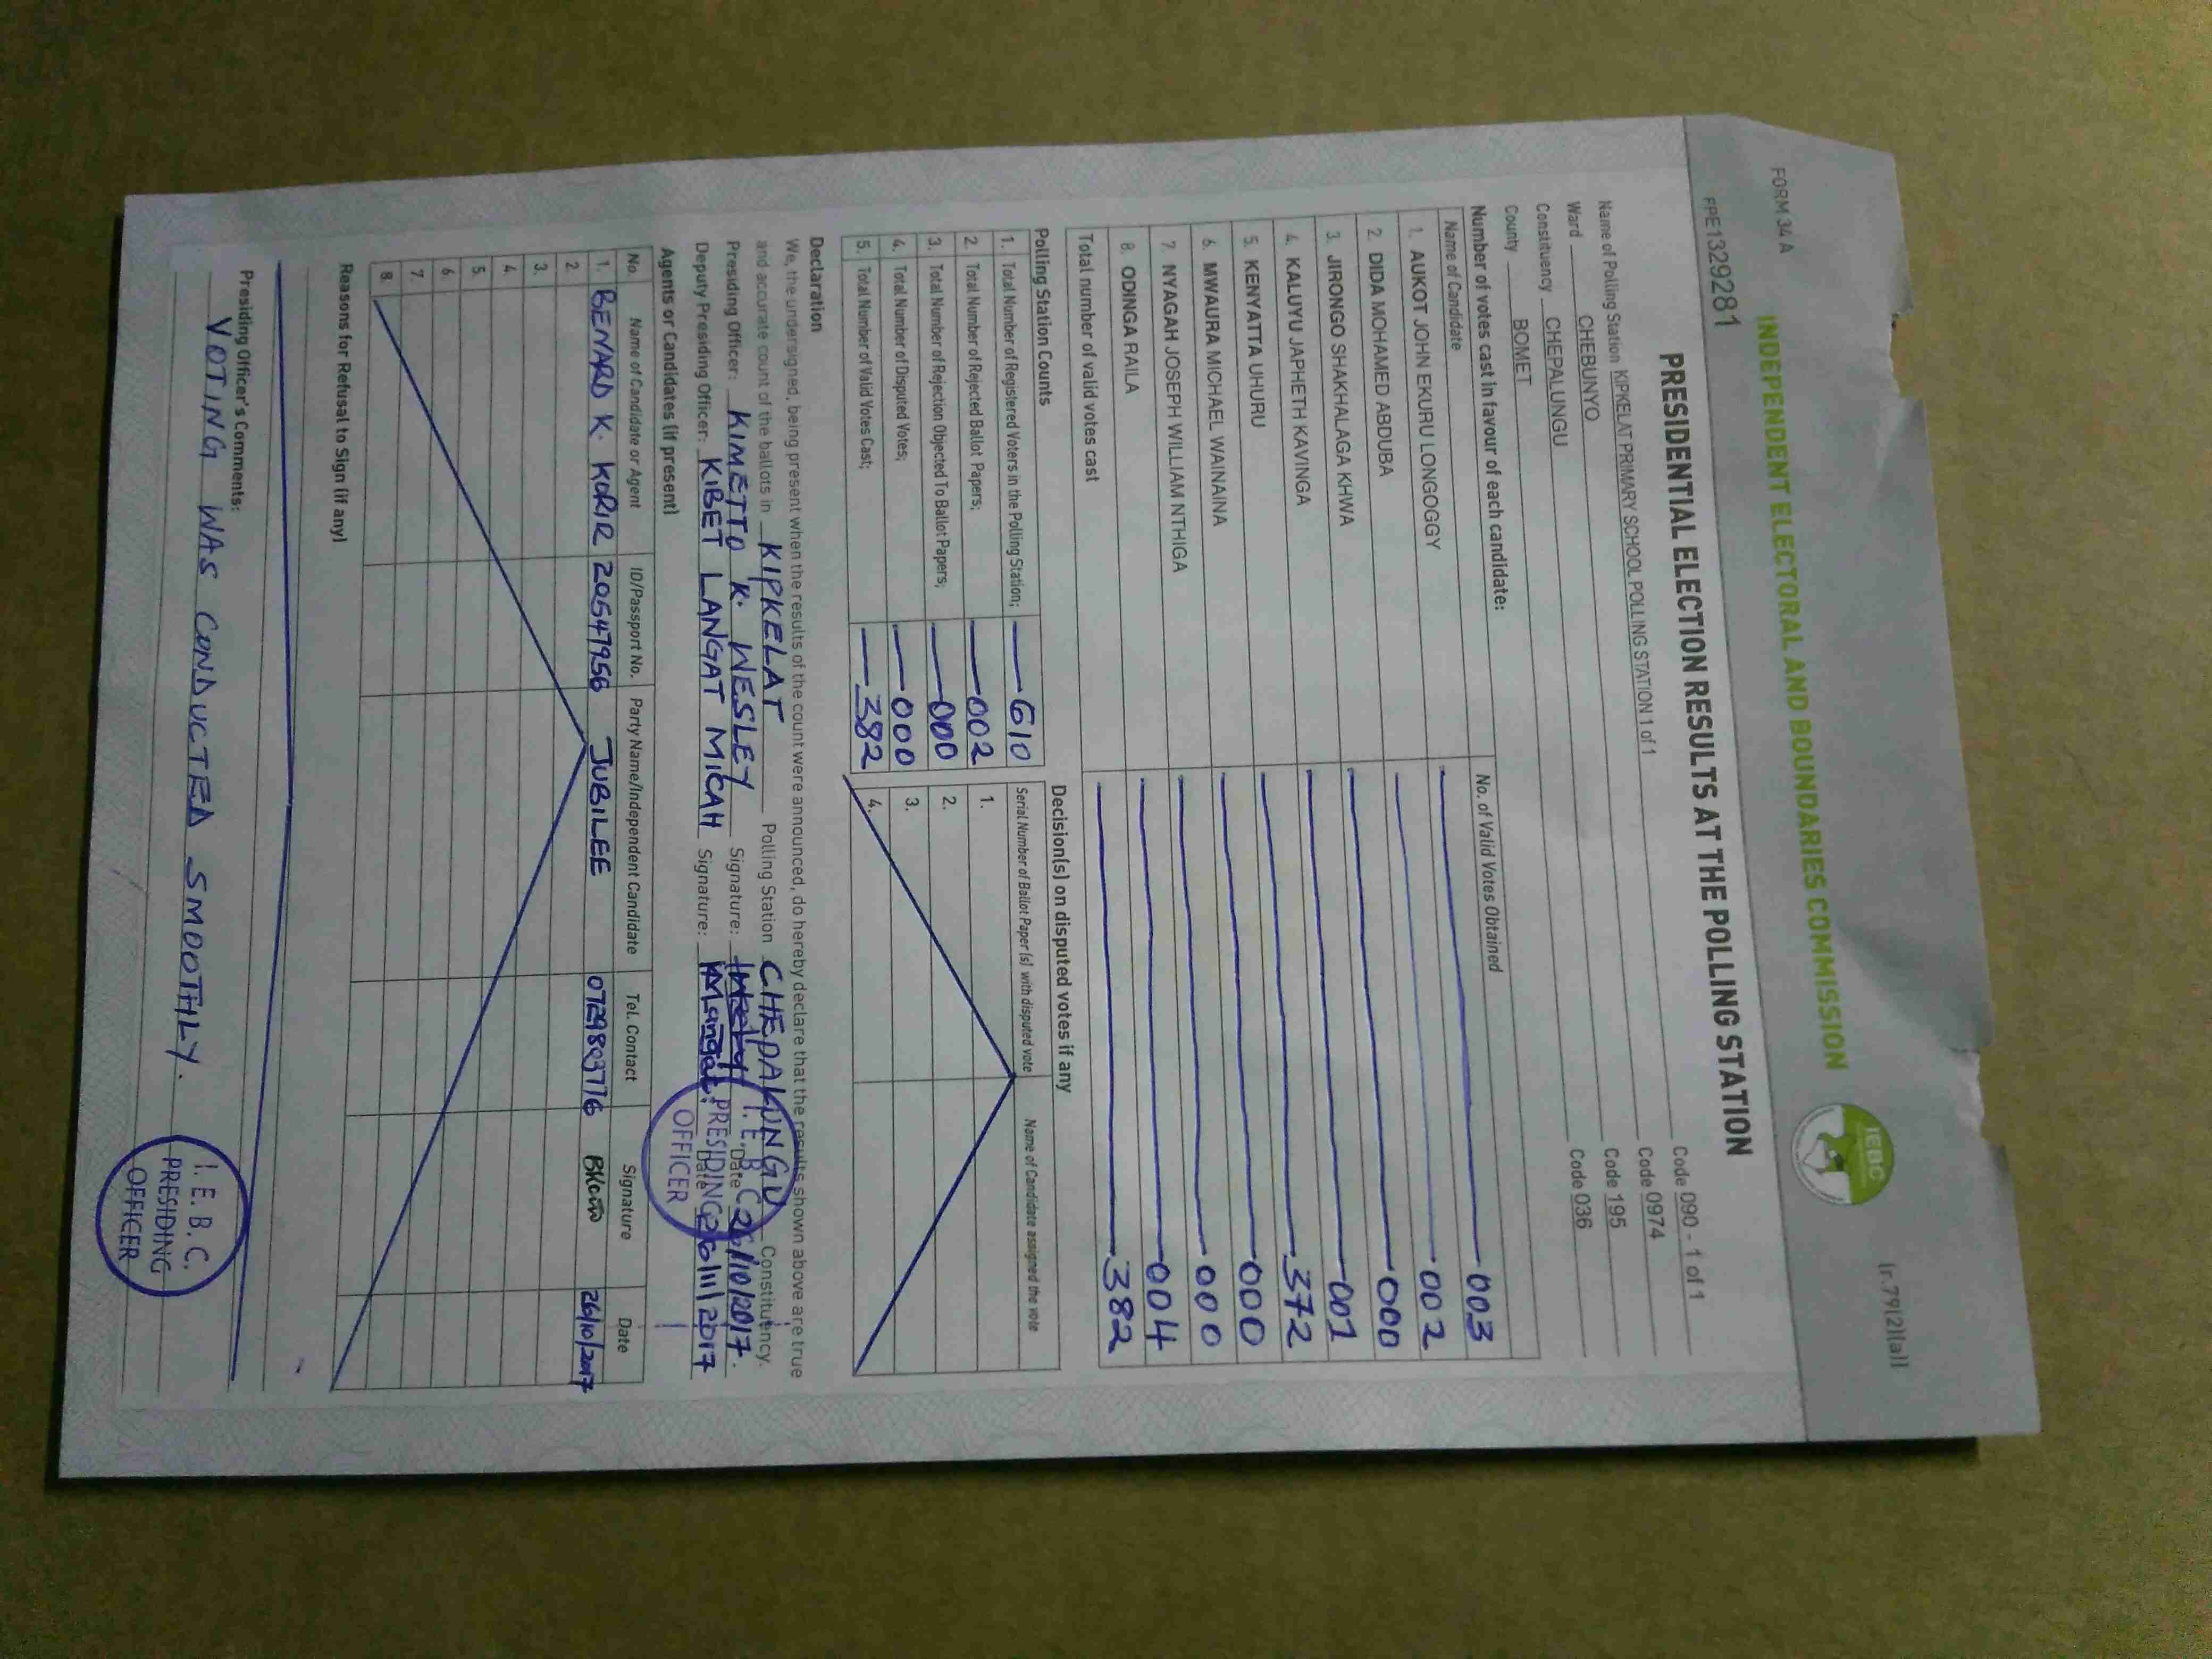 FORM 34 A
(r.79(2)(a))
INDEPENDENT ELECTORAL AND BOUNDARIES COMMISSION
IEBC
FPE1329281
PRESIDENTIAL ELECTION RESULTS AT THE POLLING STATION
Name of Polling Station KIPKELAT PRIMARY SCHOOL POLLING STATION 1 of 1 Code 090 - 1 of 1
Ward CHEBUNYO Code 0974
Constituency CHEPALUNGU Code 195
County BOMET Code 036
Number of votes cast in favour of each candidate:
Name of Candidate No. of Valid Votes Obtained
1. AUKOT JOHN EKURU LONGOGGY 003
2. DIDA MOHAMED ABDUBA 002
3. JIRONGO SHAKHALAGA KHWA 000
4. KALUYU JAPHETH KAVINGA 001
5. KENYATTA UHURU 372
6. MWAURA MICHAEL WAINAINA 000
7. NYAGAH JOSEPH WILLIAM NTHIGA 000
8. ODINGA RAILA 004
Total number of valid votes cast 382
Polling Station Counts
1. Total Number of Registered Voters in the Polling Station; 610
2. Total Number of Rejected Ballot Papers; 002
3. Total Number of Rejection Objected To Ballot Papers; 000
4. Total Number of Disputed Votes; 000
5. Total Number of Valid Votes Cast; 382
Decision(s) on disputed votes if any
Serial Number of Ballot Paper (s) with disputed vote Name of Candidate assigned the vote
1.
2.
3.
4.
Declaration
We, the undersigned, being present when the results of the count were announced, do hereby declare that the results shown above are true
and accurate count of the ballots in KIPKELAT Polling Station CHEPALUNGU Constituency.
Presiding Officer: KIMETTO K. WESLEY Signature: Date 26/10/2017.
Deputy Presiding Officer: KIBET LANGAT MICAH Signature: Date 2017
I. E. B. C. PRESIDING OFFICER
Agents or Candidates (if present)
No. Name of Candidate or Agent ID/Passport No. Party Name/Independent Candidate Tel. Contact Signature Date
1. BENARD K. KORIR 20547956 JUBILEE 0729803776 26/10/2017
2.
3.
4.
5.
6.
7.
8.
Reasons for Refusal to Sign (if any)
Presiding Officer's Comments:
VOTING WAS CONDUCTED SMOOTHLY.
I. E. B. C.
PRESIDING
OFFICER